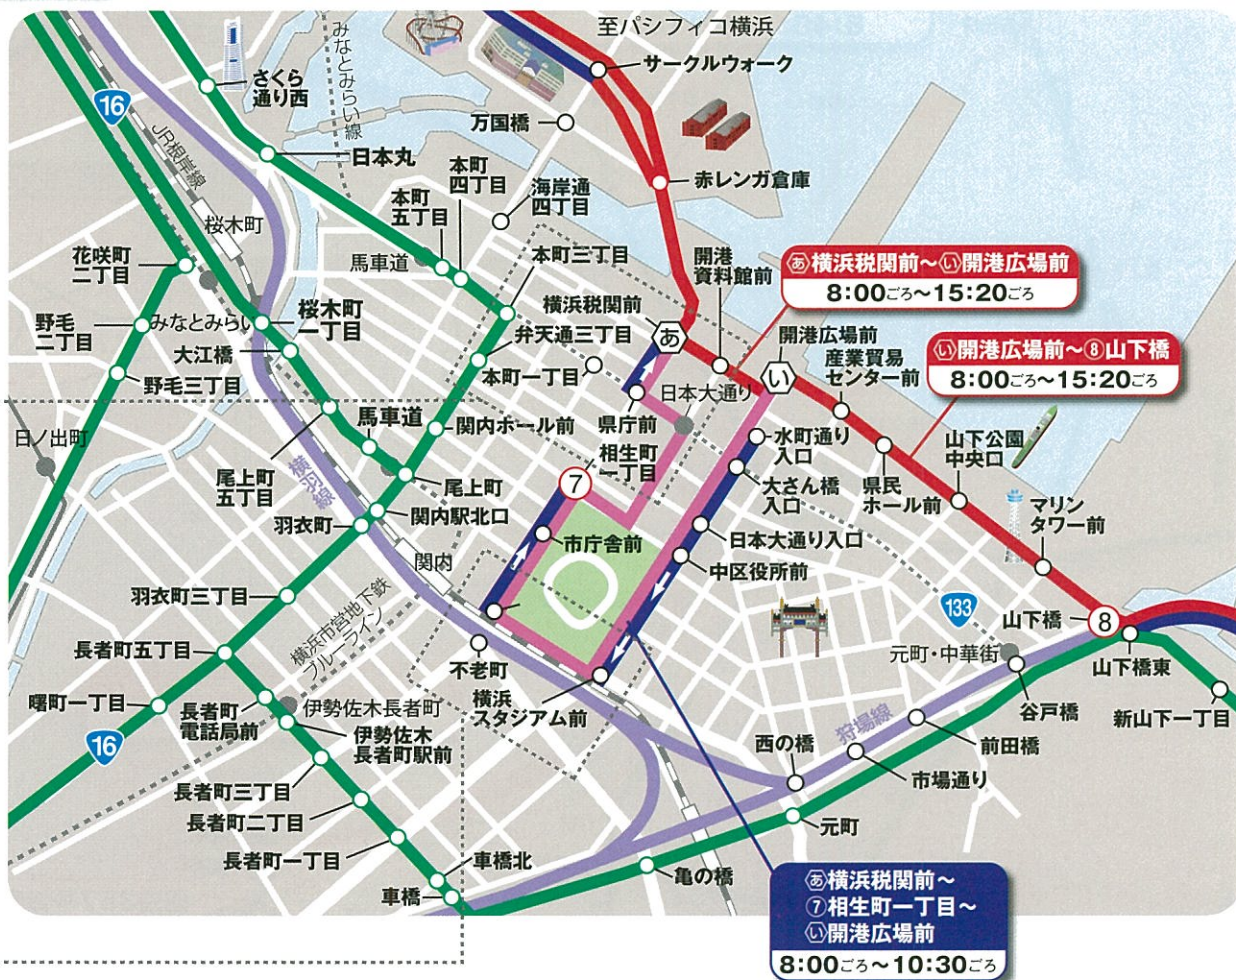 至パシフィコ横浜
サークルウォーク
みなとみらい線
さくら
通り西
16
JR根岸線
万国橋
日本丸
本町
四丁目
本町
五丁目
海岸通
四丁目
赤レンガ倉庫
桜木町
花咲町
二丁目
馬車道
本町三丁目
開港
資料館前
あ横浜税関前～い開港広場前
8:00ごろ～15:20ごろ
横浜税関前
あ
野毛
二丁目
みなとみらい
桜木町
一丁目
弁天通三丁目
開港広場前
い
産業貿易
センター前
い開港広場前～⑧山下橋
8:00ごろ～15:20ごろ
大江橋
野毛三丁目
本町一丁目
日本大通り
県庁前
日ノ出町
馬車道
関内ホール前
相生町
一丁目
7
水町通り
入口
大さん橋
入口
県民
ホール前
山下公園
中央口
尾上町
五丁目
横羽線
尾上町
関内駅北口
羽衣町
市庁舎前
日本大通り入口
中区役所前
マリン
タワー前
関内
羽衣町三丁目
横浜市営地下鉄
ブルーライン
133
山下橋
8
長者町五丁目
不老町
元町・中華街
山下橋東
曙町一丁目
長者町
電話局前
伊勢佐木長者町
伊勢佐木
長者町駅前
横浜
スタジアム前
谷戸橋
新山下一丁目
16
狩場線
前田橋
西の橋
市場通り
長者町三丁目
長者町二丁目
元町
長者町一丁目
車橋北
車橋
亀の橋
あ横浜税関前～
⑦相生町一丁目～
い開港広場前
8:00ごろ～10:30ごろ